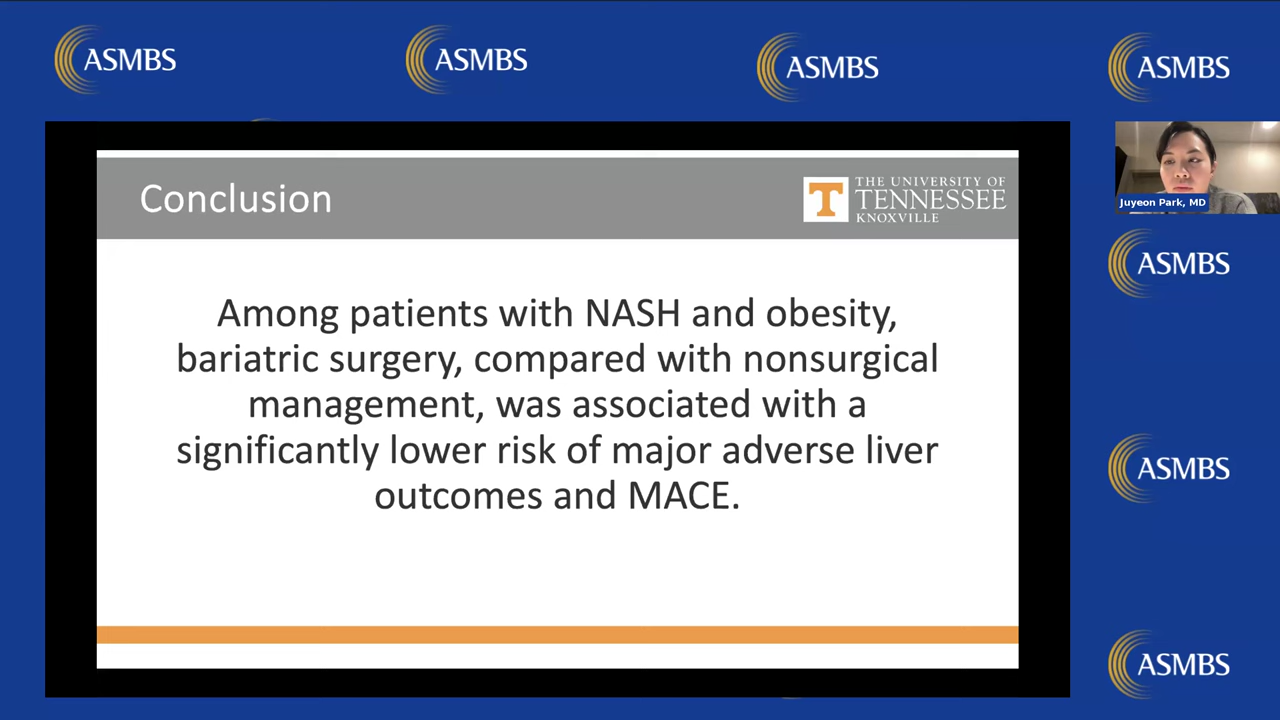 ASMBS
ASMBS
ASMBS
ASMBS
Conclusion
THE UNIVERSITY OF
TENNESSEE
KNOXVILLE
T
Juyeon Park, MD
ASMBS
Among patients with NASH and obesity,
bariatric surgery, compared with nonsurgical
management, was associated with a
significantly lower risk of major adverse liver
outcomes and MACE.
ASMBS
ASMBS